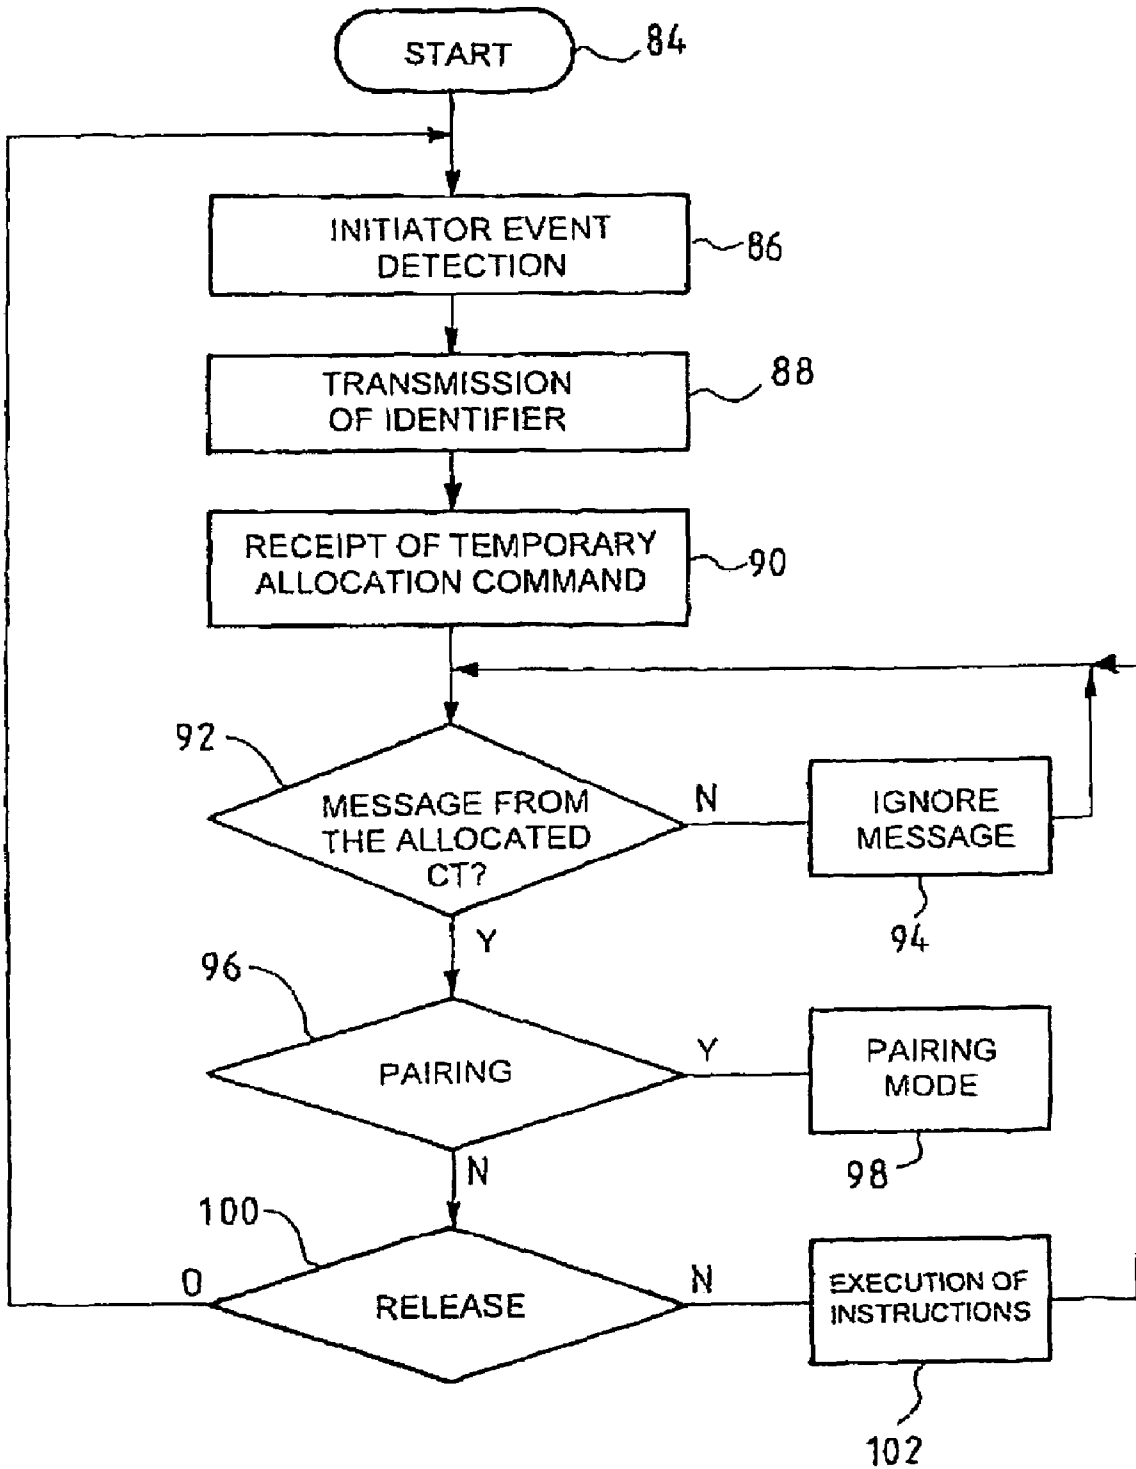 START
84
INITIATOR EVENT
DETECTION
86
TRANSMISSION
OF IDENTIFIER
88
RECEIPT OF TEMPORARY
ALLOCATION COMMAND
90
92
MESSAGE FROM
THE ALLOCATED
CT?
N
IGNORE
MESSAGE
94
Y
96
PAIRING
Y
PAIRING
MODE
98
N
100
O
RELEASE
N
EXECUTION OF
INSTRUCTIONS
102